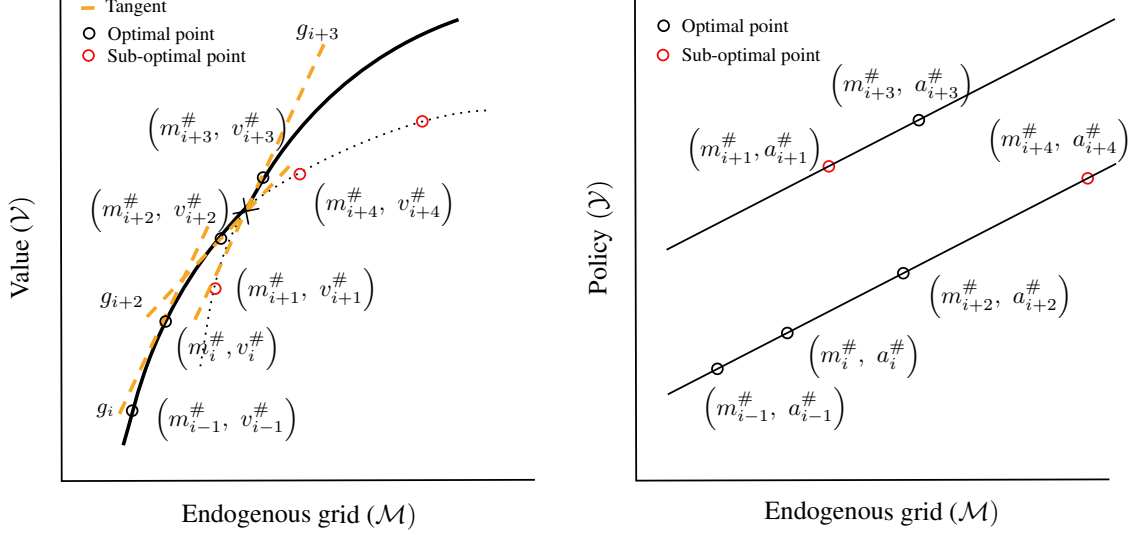 Tangent
Optimal point
Sub-optimal point
g_{i+3}
(m^#_{i+3}, v^#_{i+3})
(m^#_{i+2}, v^#_{i+2})
(m^#_{i+4}, v^#_{i+4})
(m^#_{i+1}, v^#_{i+1})
g_{i+2}
(m^#_i, v^#_i)
g_i
(m^#_{i-1}, v^#_{i-1})
Value (𝒱)
Endogenous grid (ℳ)
Optimal point
Sub-optimal point
(m^#_{i+3}, a^#_{i+3})
(m^#_{i+1}, a^#_{i+1})
(m^#_{i+4}, a^#_{i+4})
(m^#_{i+2}, a^#_{i+2})
(m^#_i, a^#_i)
(m^#_{i-1}, a^#_{i-1})
Policy (𝒴)
Endogenous grid (ℳ)